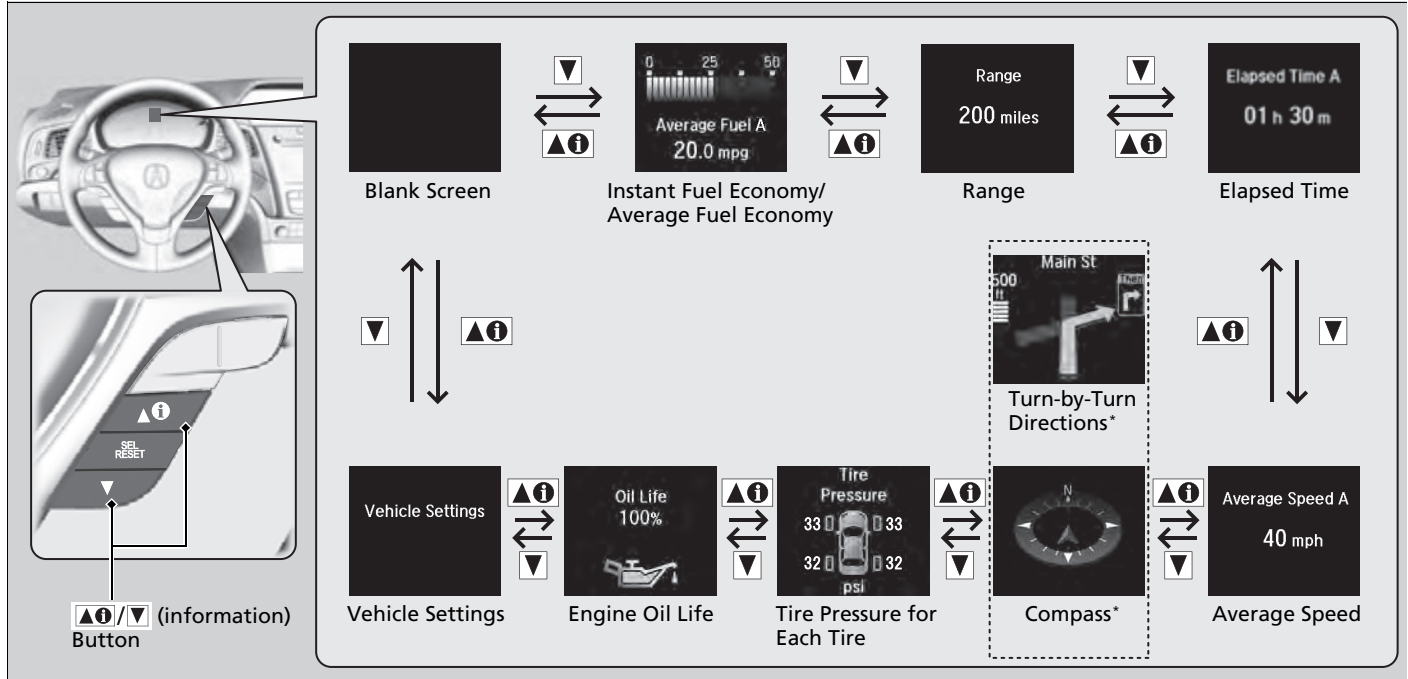 0 25 50
Average Fuel A
20.0 mpg
Range
200 miles
Elapsed Time A
01 h 30 m
▼
▼
▼
▲i
▲i
▲i
Blank Screen
Instant Fuel Economy/
Average Fuel Economy
Range
Elapsed Time
Main St
500
ft
Then
▼
▲i
▲i
▼
Turn-by-Turn
Directions*
▲i
SEL
RESET
▼
Vehicle Settings
Oil Life
100%
Tire
Pressure
33 33
32 32
psi
N
Average Speed A
40 mph
▲i
▲i
▲i
▲i
▼
▼
▼
▼
Vehicle Settings
Engine Oil Life
Tire Pressure for
Each Tire
Compass*
Average Speed
▲i/▼ (information)
Button